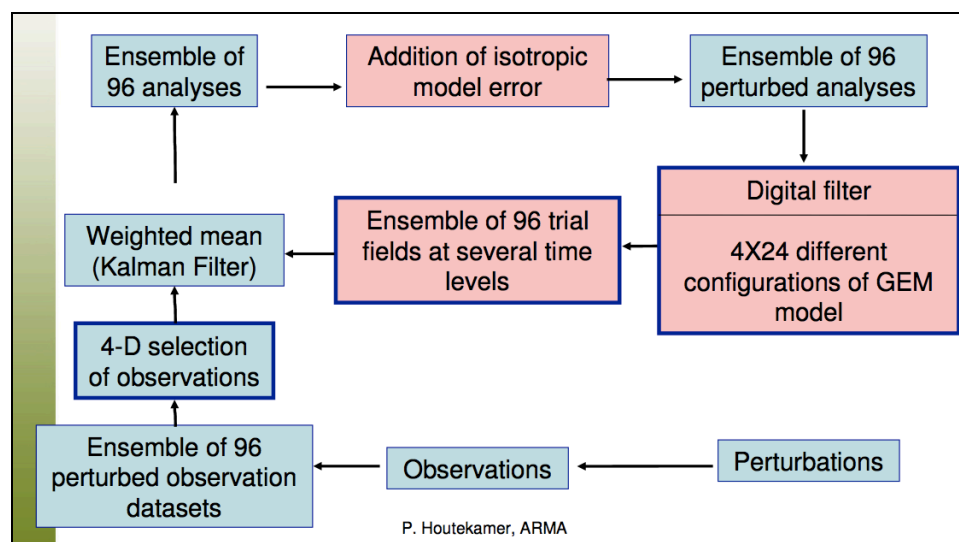 Ensemble of
96 analyses
Addition of isotropic
model error
Ensemble of 96
perturbed analyses
Digital filter
4X24 different
configurations of GEM
model
Ensemble of 96 trial
fields at several time
levels
Weighted mean
(Kalman Filter)
4-D selection
of observations
Ensemble of 96
perturbed observation
datasets
Observations
Perturbations
P. Houtekamer, ARMA